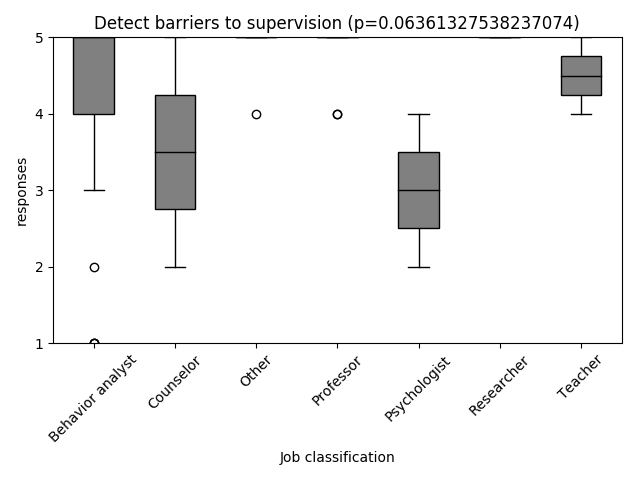 Detect barriers to supervision (p=0.06361327538237074)
5
4
3
2
1
responses
Behavior analyst
Counselor
Other
Professor
Psychologist
Researcher
Teacher
Job classification